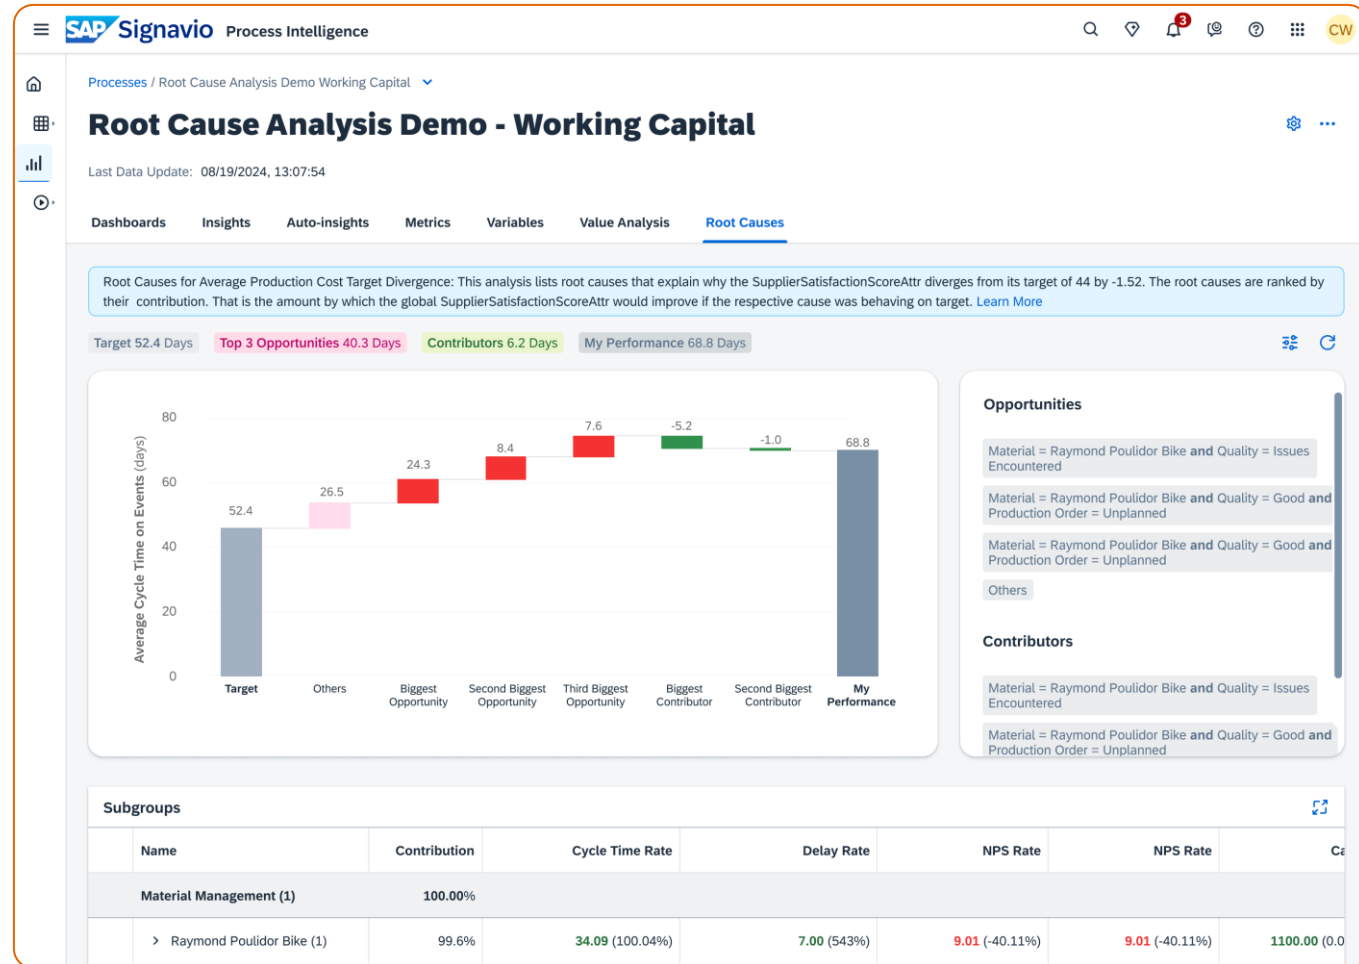 SAP Signavio Process Intelligence
3
CW
Processes / Root Cause Analysis Demo Working Capital
Root Cause Analysis Demo - Working Capital
Last Data Update: 08/19/2024, 13:07:54
Dashboards Insights Auto-insights Metrics Variables Value Analysis Root Causes
Root Causes for Average Production Cost Target Divergence: This analysis lists root causes that explain why the SupplierSatisfactionScoreAttr diverges from its target of 44 by -1.52. The root causes are ranked by
their contribution. That is the amount by which the global SupplierSatisfactionScoreAttr would improve if the respective cause was behaving on target. Learn More
Target 52.4 Days Top 3 Opportunities 40.3 Days Contributors 6.2 Days My Performance 68.8 Days
Average Cycle Time on Events (days)
80
60
40
20
0
52.4
26.5
24.3
8.4
7.6
-5.2
-1.0
68.8
Target
Others
Biggest
Opportunity
Second Biggest
Opportunity
Third Biggest
Opportunity
Biggest
Contributor
Second Biggest
Contributor
My
Performance
Opportunities
Material = Raymond Poulidor Bike and Quality = Issues
Encountered
Material = Raymond Poulidor Bike and Quality = Good and
Production Order = Unplanned
Material = Raymond Poulidor Bike and Quality = Good and
Production Order = Unplanned
Others
Contributors
Material = Raymond Poulidor Bike and Quality = Issues
Encountered
Material = Raymond Poulidor Bike and Quality = Good and
Production Order = Unplanned
Subgroups
Name Contribution Cycle Time Rate Delay Rate NPS Rate NPS Rate Ca
Material Management (1) 100.00%
Raymond Poulidor Bike (1) 99.6% 34.09 (100.04%) 7.00 (543%) 9.01 (-40.11%) 9.01 (-40.11%) 1100.00 (0.0